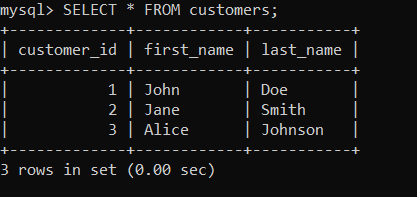 mysql> SELECT * FROM customers;
+-------------+------------+-----------+
| customer_id | first_name | last_name |
+-------------+------------+-----------+
|           1 | John       | Doe       |
|           2 | Jane       | Smith     |
|           3 | Alice      | Johnson   |
+-------------+------------+-----------+
3 rows in set (0.00 sec)